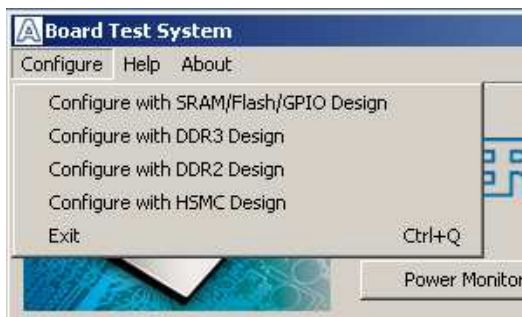 Board Test System
Configure Help About
Configure with SRAM/Flash/GPIO Design
Configure with DDR3 Design
Configure with DDR2 Design
Configure with HSMC Design
Exit Ctrl+Q
Power Monitor